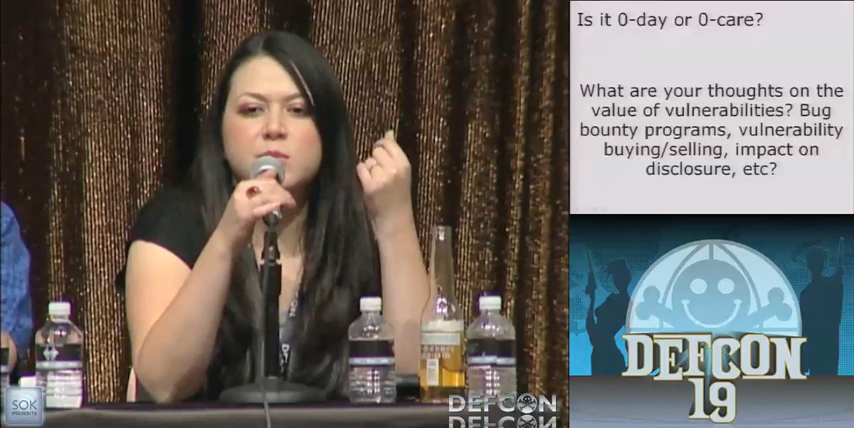 Is it 0-day or 0-care?
What are your thoughts on the
value of vulnerabilities? Bug
bounty programs, vulnerability
buying/selling, impact on
disclosure, etc?
DEFCON
19
SOK
DEFCON